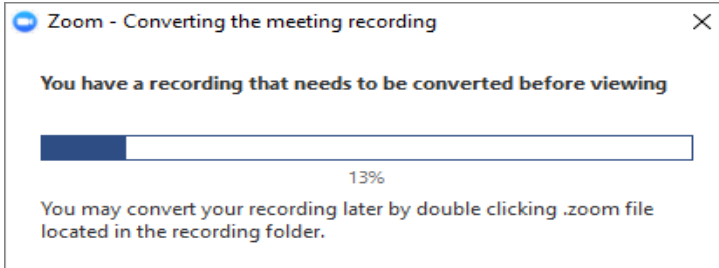 Zoom - Converting the meeting recording
You have a recording that needs to be converted before viewing
13%
You may convert your recording later by double clicking .zoom file
located in the recording folder.